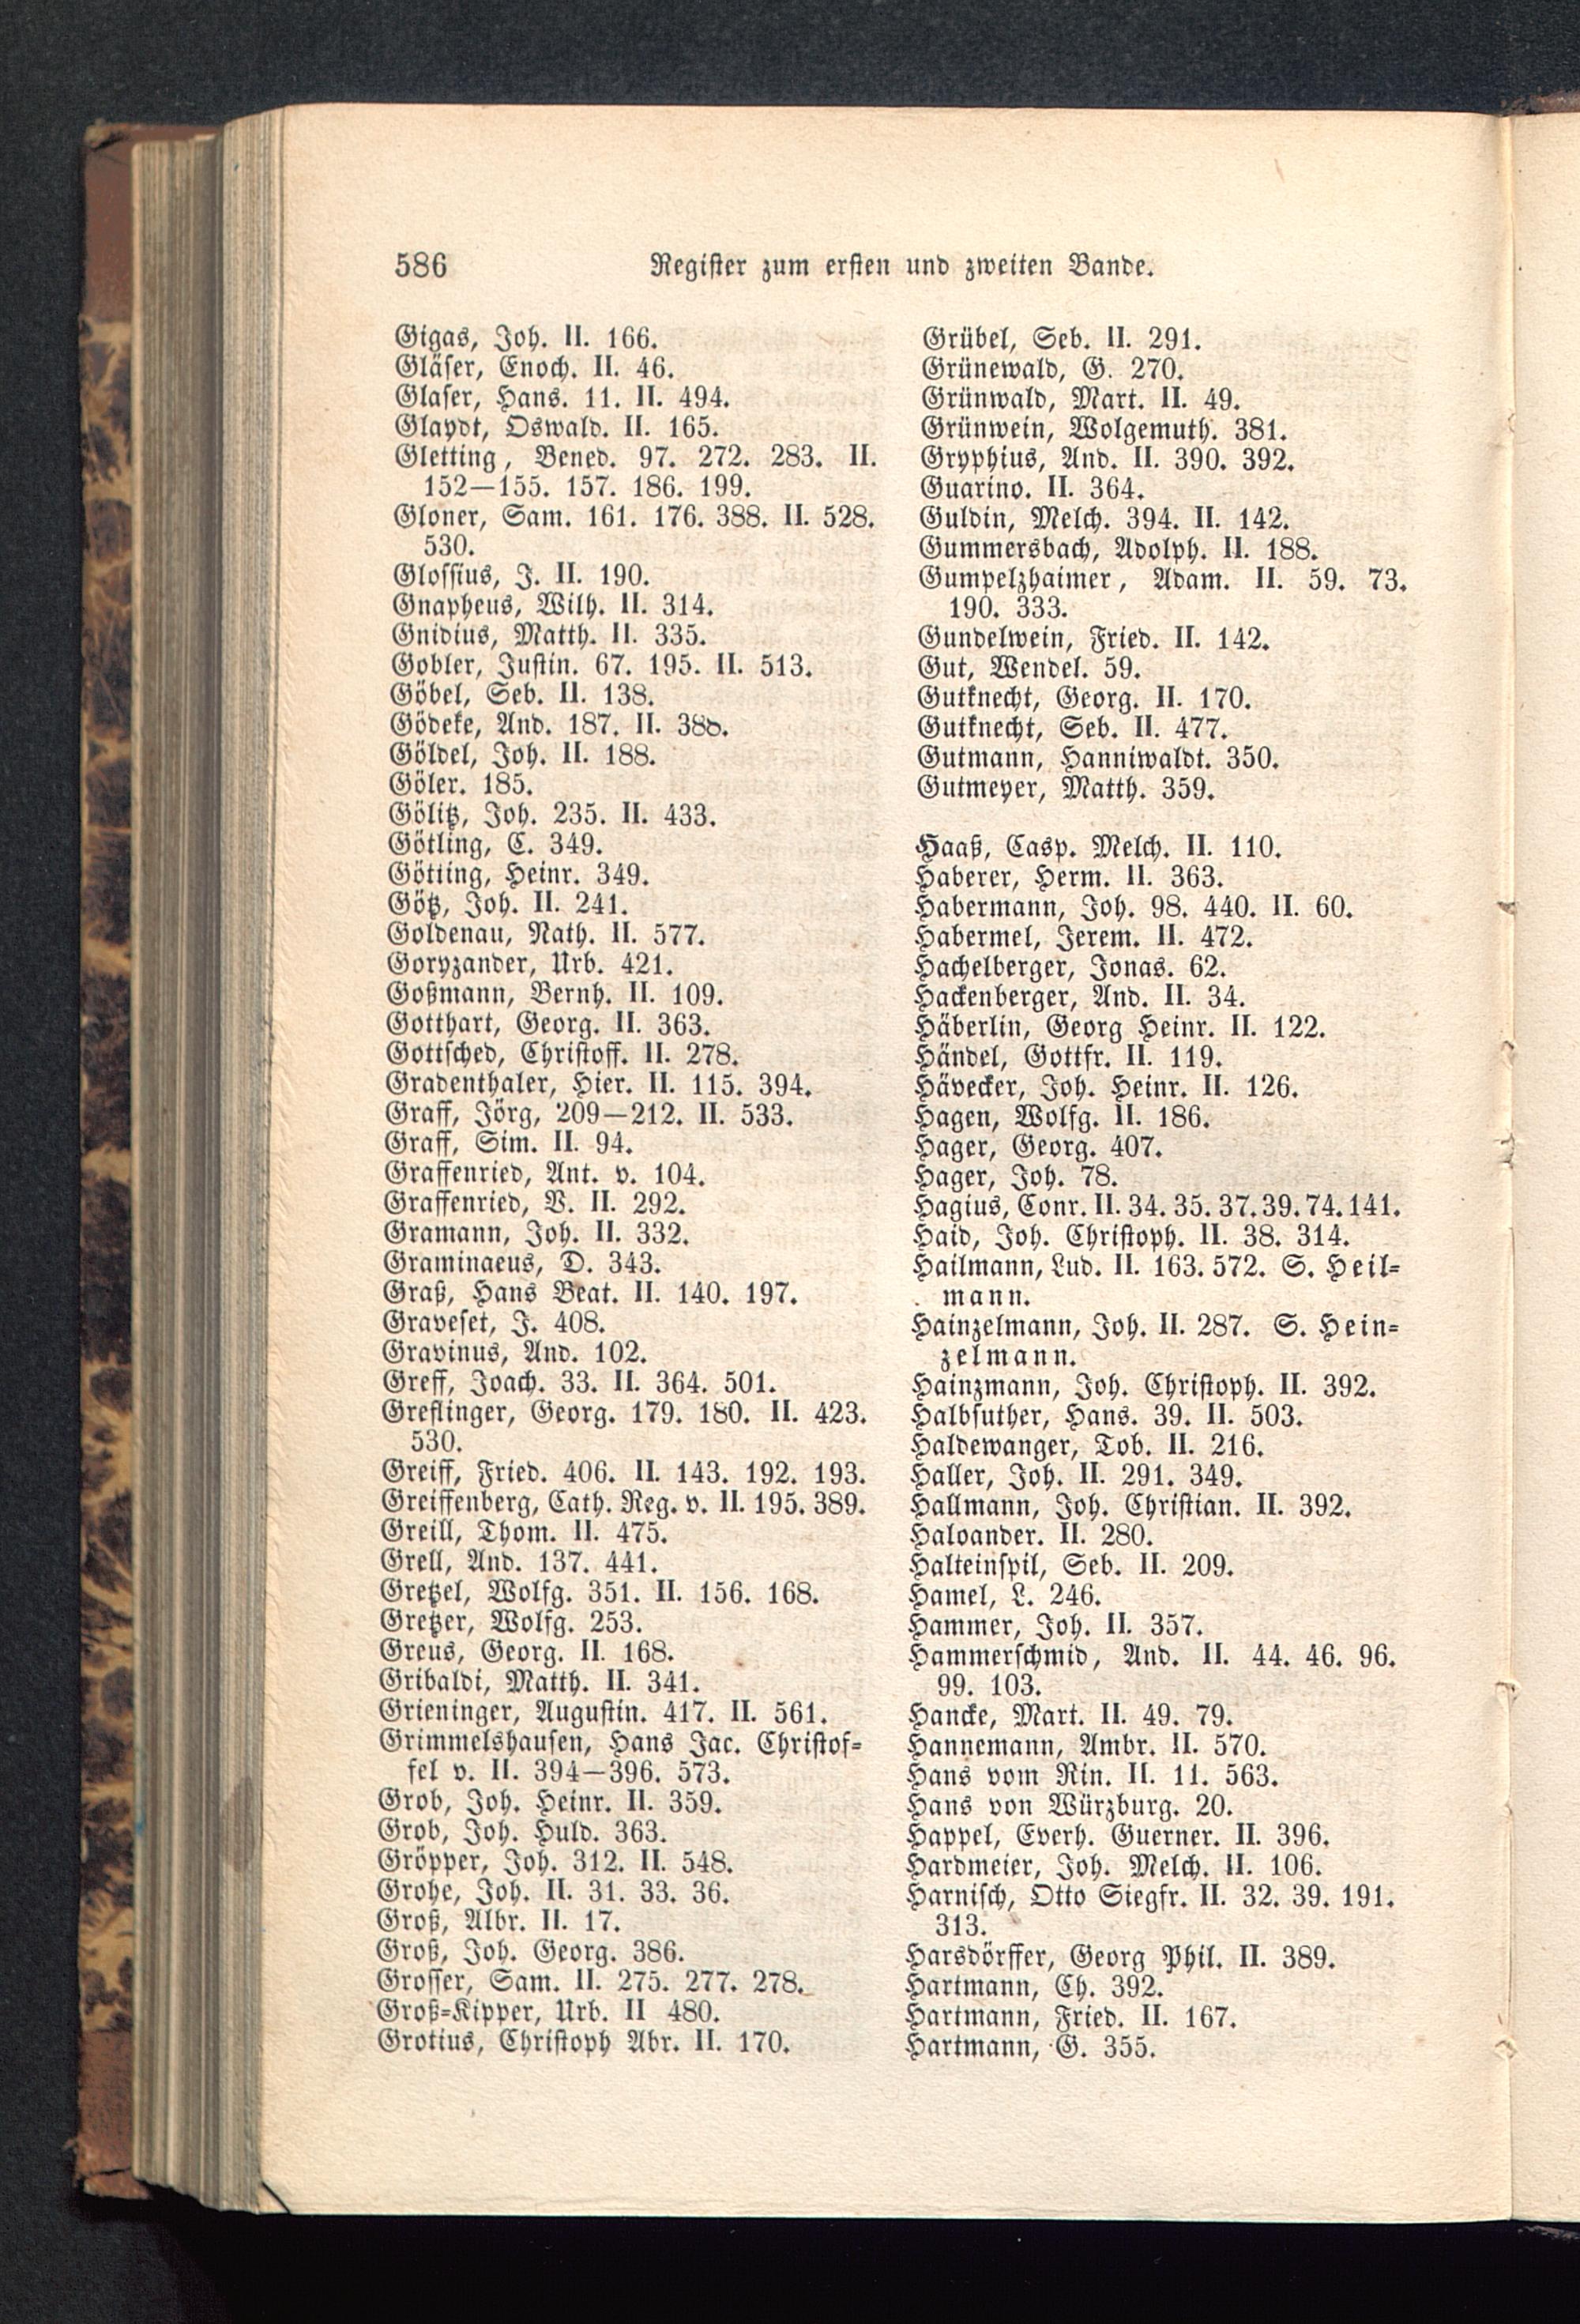 586 Register zum ersten und zweiten Bande.
Gigas, Joh. II. 166.
Gläser, Enoch. II. 46.
Glaser, Hans. 11. II. 494.
Glaydt, Oswald. II. 165.
Gletting, Bened. 97. 272. 283. II.
152—155. 157. 186. 199.
Gloner, Sam. 161. 176. 388. II. 528.
530.
Glossius, J. II. 190.
Gnapheus, Wilh. II. 314.
Gnidius, Matth. II. 335.
Gobler, Justin. 67. 195. II. 513.
Göbel, Seb. II. 138.
Gödeke, And. 187. II. 388.
Göldel, Joh. II. 188.
Göler. 185.
Gölitz, Joh. 235. II. 433.
Götling, C. 349.
Götting, Heinr. 349.
Götz, Joh. II. 241.
Goldenau, Nath. II. 577.
Goryzander, Urb. 421.
Goßmann, Bernh. II. 109.
Gotthart, Georg. II. 363.
Gottsched, Christoff. II. 278.
Gradenthaler, Hier. II. 115. 394.
Graff, Jörg, 209—212. II. 533.
Graff, Sim. II. 94.
Graffenried, Ant. v. 104.
Graffenried, V. II. 292.
Gramann, Joh. II. 332.
Graminaeus, D. 343.
Graß, Hans Beat. II. 140. 197.
Graveset, J. 408.
Gravinus, And. 102.
Greff, Joach. 33. II. 364. 501.
Greflinger, Georg. 179. 180. II. 423.
530.
Greiff, Fried. 406. II. 143. 192. 193.
Greiffenberg, Cath. Reg. v. II. 195. 389.
Greill, Thom. II. 475.
Grell, And. 137. 441.
Gretzel, Wolfg. 351. II. 156. 168.
Gretzer, Wolfg. 253.
Greus, Georg. II. 168.
Gribaldi, Matth. II. 341.
Grieninger, Augustin. 417. II. 561.
Grimmelshausen, Hans Jac. Christof-
fel v. II. 394—396. 573.
Grob, Joh. Heinr. II. 359.
Grob, Joh. Huld. 363.
Gröpper, Joh. 312. II. 548.
Grohe, Joh. II. 31. 33. 36.
Groß, Albr. II. 17.
Groß, Joh. Georg. 386.
Grosser, Sam. II. 275. 277. 278.
Groß-Kipper, Urb. II 480.
Grotius, Christoph Abr. II. 170.
Grübel, Seb. II. 291.
Grünewald, G. 270.
Grünwald, Mart. II. 49.
Grünwein, Wolgemuth. 381.
Gryphius, And. II. 390. 392.
Guarino. II. 364.
Guldin, Melch. 394. II. 142.
Gummersbach, Adolph. II. 188.
Gumpelzhaimer, Adam. II. 59. 73.
190. 333.
Gundelwein, Fried. II. 142.
Gut, Wendel. 59.
Gutknecht, Georg. II. 170.
Gutknecht, Seb. II. 477.
Gutmann, Hanniwaldt. 350.
Gutmeyer, Matth. 359.
Haaß, Casp. Melch. II. 110.
Haberer, Herm. II. 363.
Habermann, Joh. 98. 440. II. 60.
Habermel, Jerem. II. 472.
Hachelberger, Jonas. 62.
Hackenberger, And. II. 34.
Häberlin, Georg Heinr. II. 122.
Händel, Gottfr. II. 119.
Hävecker, Joh. Heinr. II. 126.
Hagen, Wolfg. II. 186.
Hager, Georg. 407.
Hager, Joh. 78.
Hagius, Conr. II. 34. 35. 37. 39. 74. 141.
Haid, Joh. Christoph. II. 38. 314.
Hailmann, Lud. II. 163. 572. S. Heil-
mann.
Hainzelmann, Joh. II. 287. S. Hein-
zelmann.
Hainzmann, Joh. Christoph. II. 392.
Halbsuther, Hans. 39. II. 503.
Haldewanger, Tob. II. 216.
Haller, Joh. II. 291. 349.
Hallmann, Joh. Christian. II. 392.
Haloander. II. 280.
Halteinspil, Seb. II. 209.
Hamel, L. 246.
Hammer, Joh. II. 357.
Hammerschmid, And. II. 44. 46. 96.
99. 103.
Hancke, Mart. II. 49. 79.
Hannemann, Ambr. II. 570.
Hans vom Rin. II. 11. 563.
Hans von Würzburg. 20.
Happel, Everh. Guerner. II. 396.
Hardmeier, Joh. Melch. II. 106.
Harnisch, Otto Siegfr. II. 32. 39. 191.
313.
Harsdörffer, Georg Phil. II. 389.
Hartmann, Ch. 392.
Hartmann, Fried. II. 167.
Hartmann, G. 355.